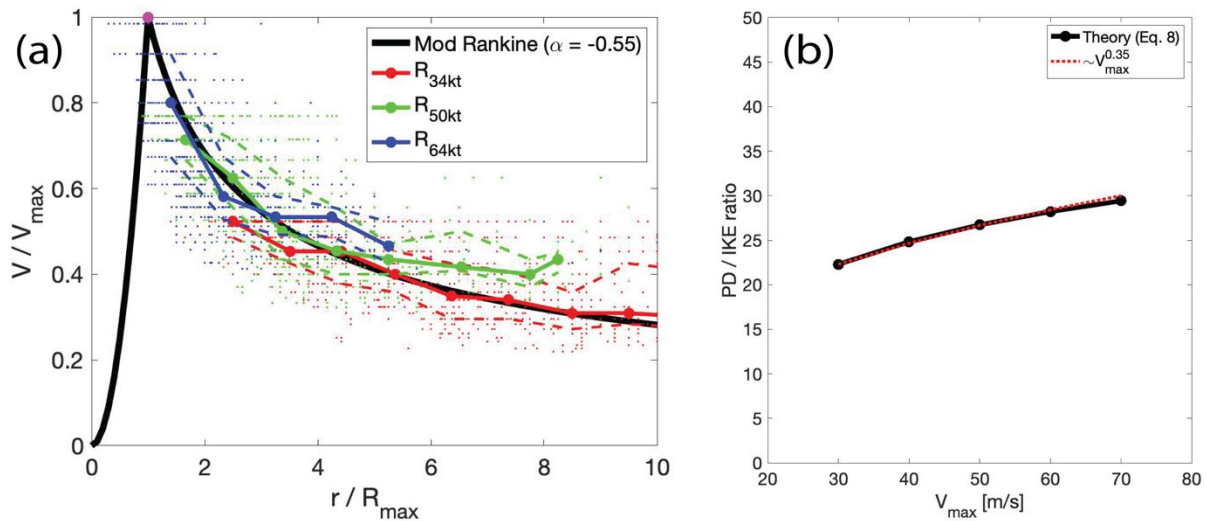 (a)
1
0.8
0.6
0.4
0.2
0
V / V_max
0 2 4 6 8 10
r / R_max
Mod Rankine (α = -0.55)
R_34kt
R_50kt
R_64kt
(b)
50
45
40
35
30
25
20
15
10
5
0
PD / IKE ratio
20 30 40 50 60 70 80
V_max [m/s]
Theory (Eq. 8)
~V_max^0.35